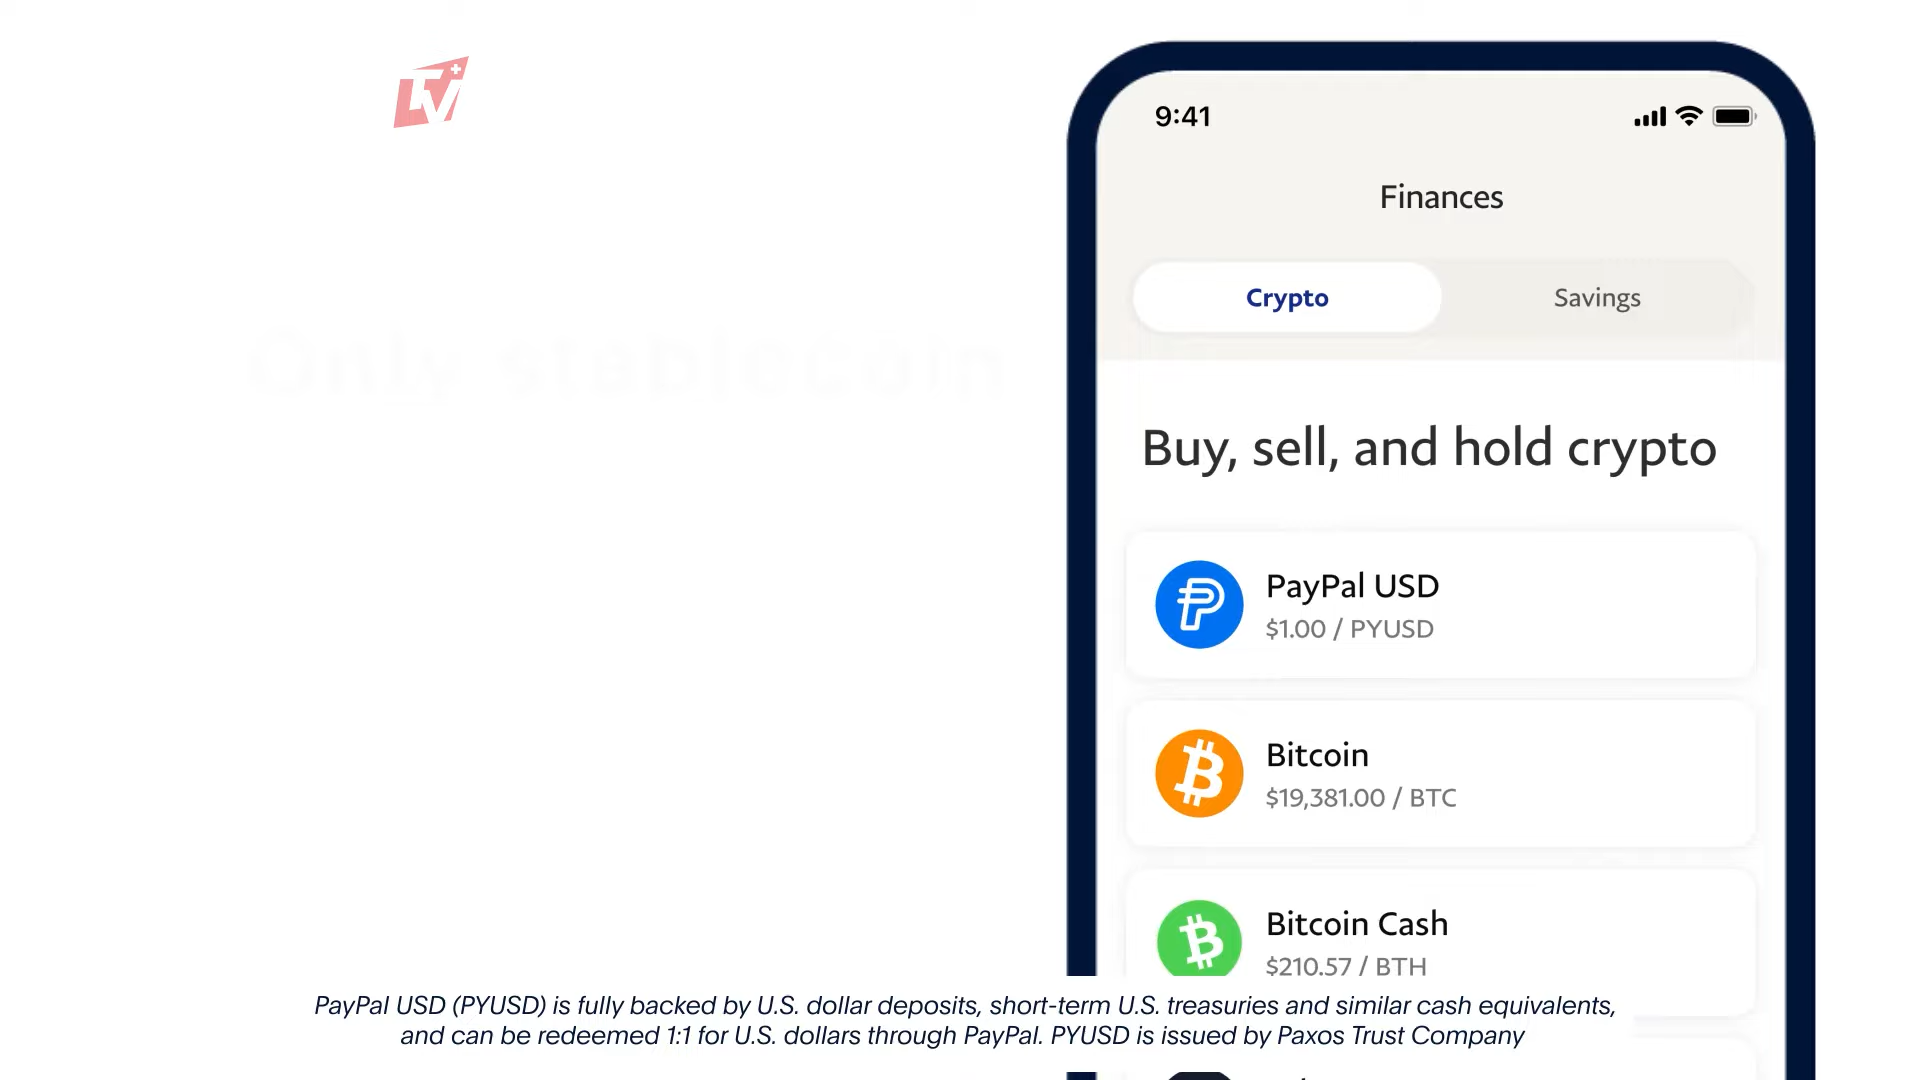 TV
9:41
Finances
Crypto
Savings
Only stablecoin
Buy, sell, and hold crypto
PayPal USD
$1.00 / PYUSD
Bitcoin
$19,381.00 / BTC
Bitcoin Cash
$210.57 / BTH
PayPal USD (PYUSD) is fully backed by U.S. dollar deposits, short-term U.S. treasuries and similar cash equivalents,
and can be redeemed 1:1 for U.S. dollars through PayPal. PYUSD is issued by Paxos Trust Company